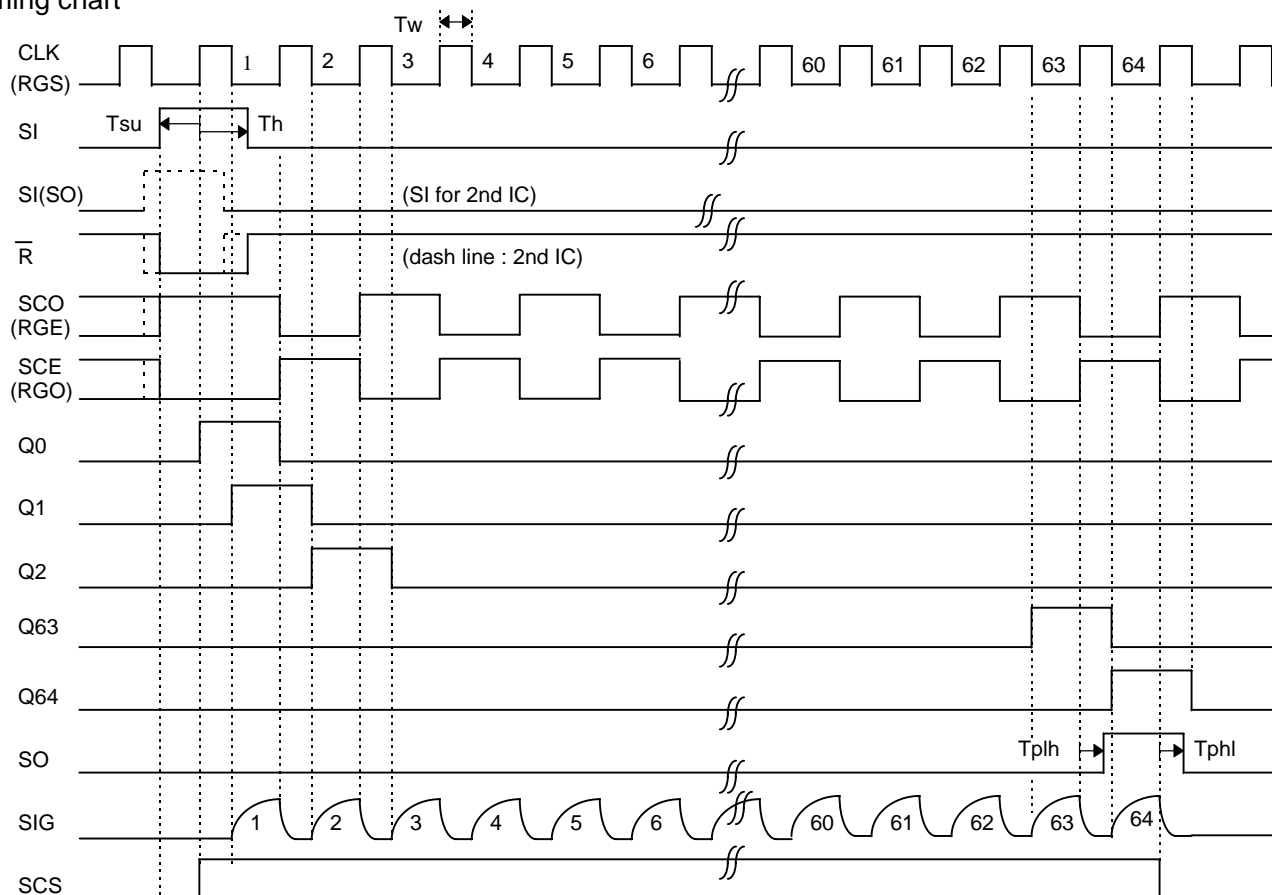 ming chart
Tw
CLK
(RGS)
1 2 3 4 5 6 60 61 62 63 64
SI
Tsu Th
SI(SO)
(SI for 2nd IC)
R
(dash line : 2nd IC)
SCO
(RGE)
SCE
(RGO)
Q0
Q1
Q2
Q63
Q64
SO
Tplh Tphl
SIG
1 2 3 4 5 6 60 61 62 63 64
SCS